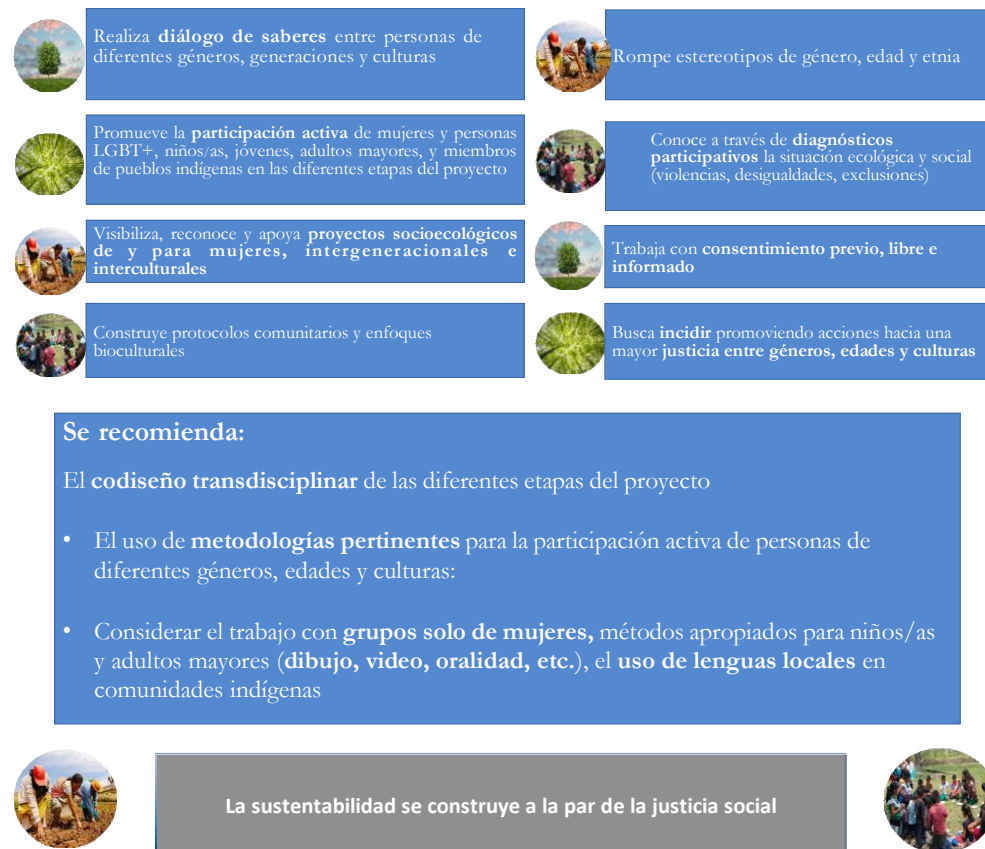 Realiza diálogo de saberes entre personas de
diferentes géneros, generaciones y culturas
Rompe estereotipos de género, edad y etnia
Promueve la participación activa de mujeres y personas
LGBT+, niños/as, jóvenes, adultos mayores, y miembros
de pueblos indígenas en las diferentes etapas del proyecto
Conoce a través de diagnósticos
participativos la situación ecológica y social
(violencias, desigualdades, exclusiones)
Visibiliza, reconoce y apoya proyectos socioecológicos
de y para mujeres, intergeneracionales e
interculturales
Trabaja con consentimiento previo, libre e
informado
Construye protocolos comunitarios y enfoques
bioculturales
Busca incidir promoviendo acciones hacia una
mayor justicia entre géneros, edades y culturas
Se recomienda:
El codiseño transdisciplinar de las diferentes etapas del proyecto
• El uso de metodologías pertinentes para la participación activa de personas de
diferentes géneros, edades y culturas:
• Considerar el trabajo con grupos solo de mujeres, métodos apropiados para niños/as
y adultos mayores (dibujo, video, oralidad, etc.), el uso de lenguas locales en
comunidades indígenas
La sustentabilidad se construye a la par de la justicia social